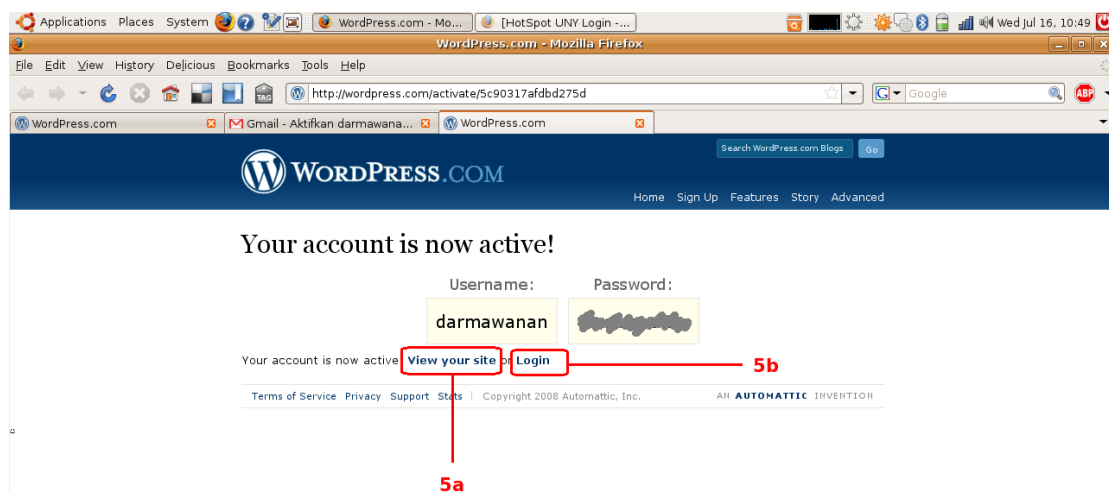 Applications Places System WordPress.com - Mo... [HotSpot UNY Login -... Wed Jul 16, 10:49
WordPress.com - Mozilla Firefox
File Edit View History Delicious Bookmarks Tools Help
TAG http://wordpress.com/activate/5c90317afdbd275d G Google ABP
WordPress.com Gmail - Aktifkan darmawana... WordPress.com
Search WordPress.com Blogs Go
WORDPRESS.COM
Home Sign Up Features Story Advanced
Your account is now active!
Username: Password:
darmawanan
Your account is now active View your site or Login
5b
Terms of Service Privacy Support Stats | Copyright 2008 Automattic, Inc. AN AUTOMATTIC INVENTION
5a